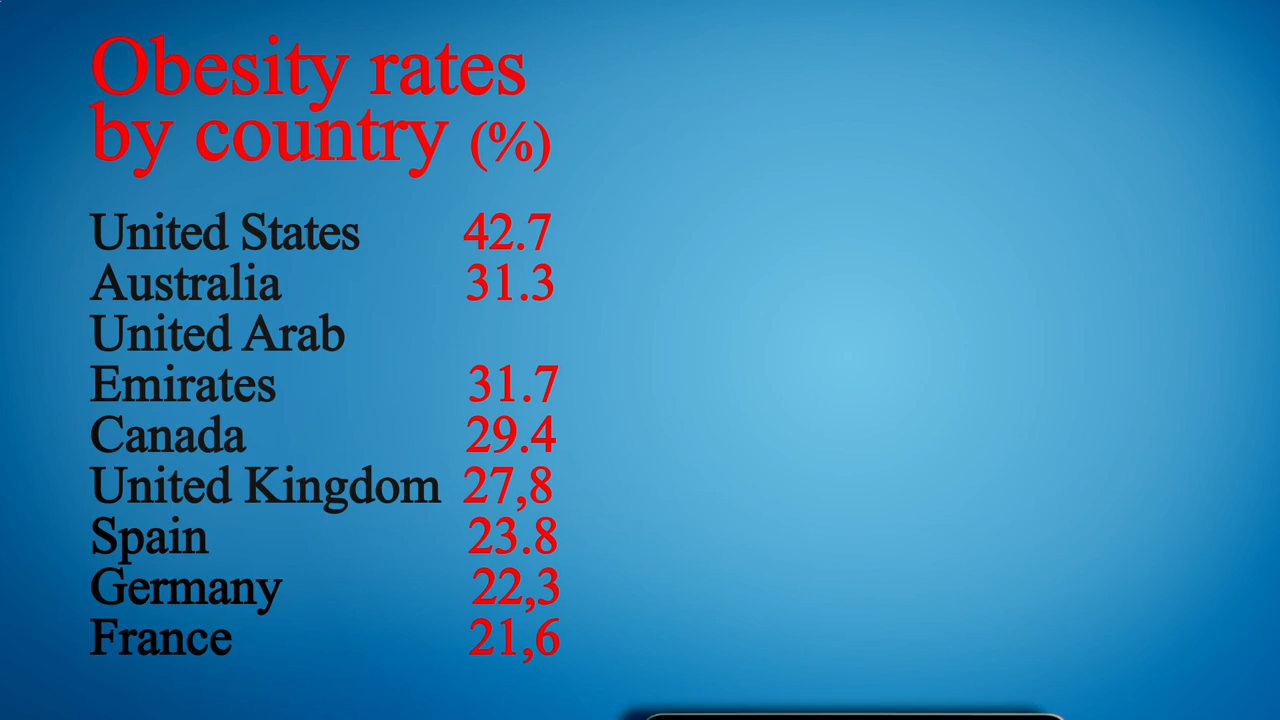 Obesity rates
by country (%)
United States 42.7
Australia 31.3
United Arab
Emirates 31.7
Canada 29.4
United Kingdom 27,8
Spain 23.8
Germany 22,3
France 21,6